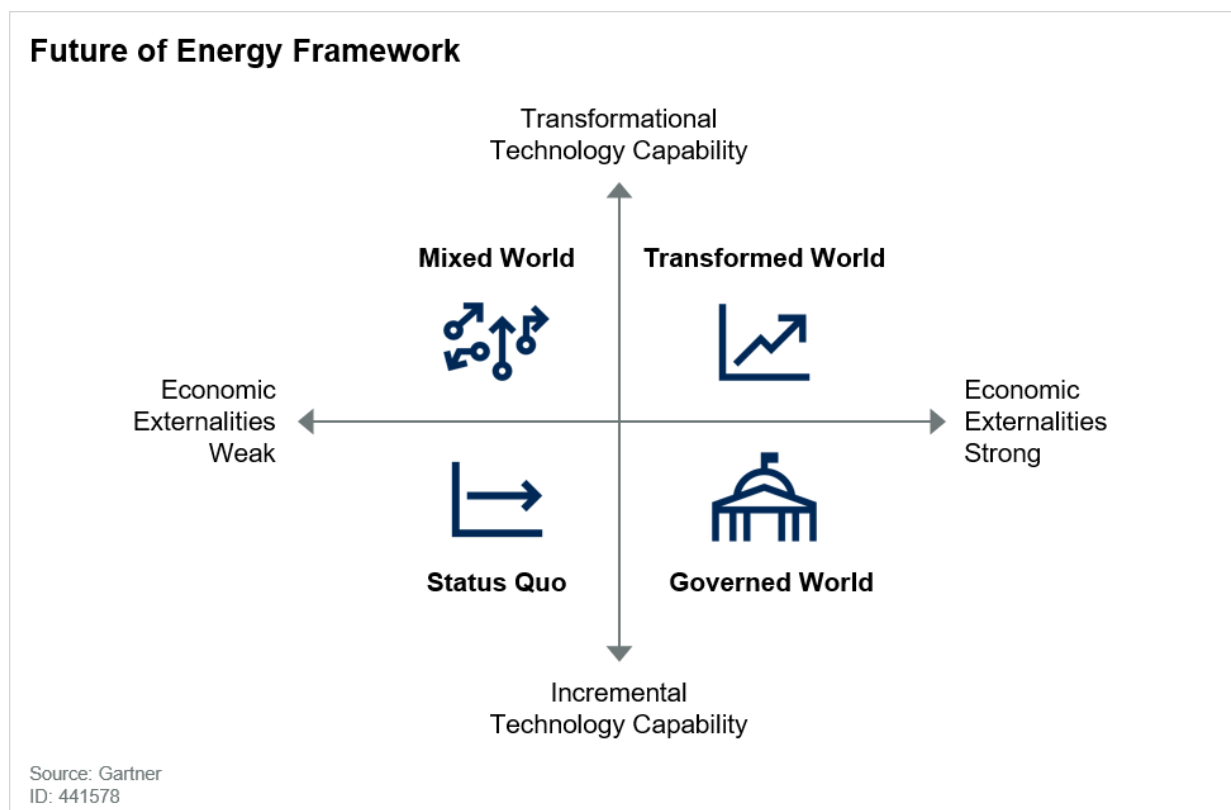 Future of Energy Framework
Transformational
Technology Capability
Mixed World
Transformed World
Economic
Externalities
Weak
Economic
Externalities
Strong
Status Quo
Governed World
Incremental
Technology Capability
Source: Gartner
ID: 441578